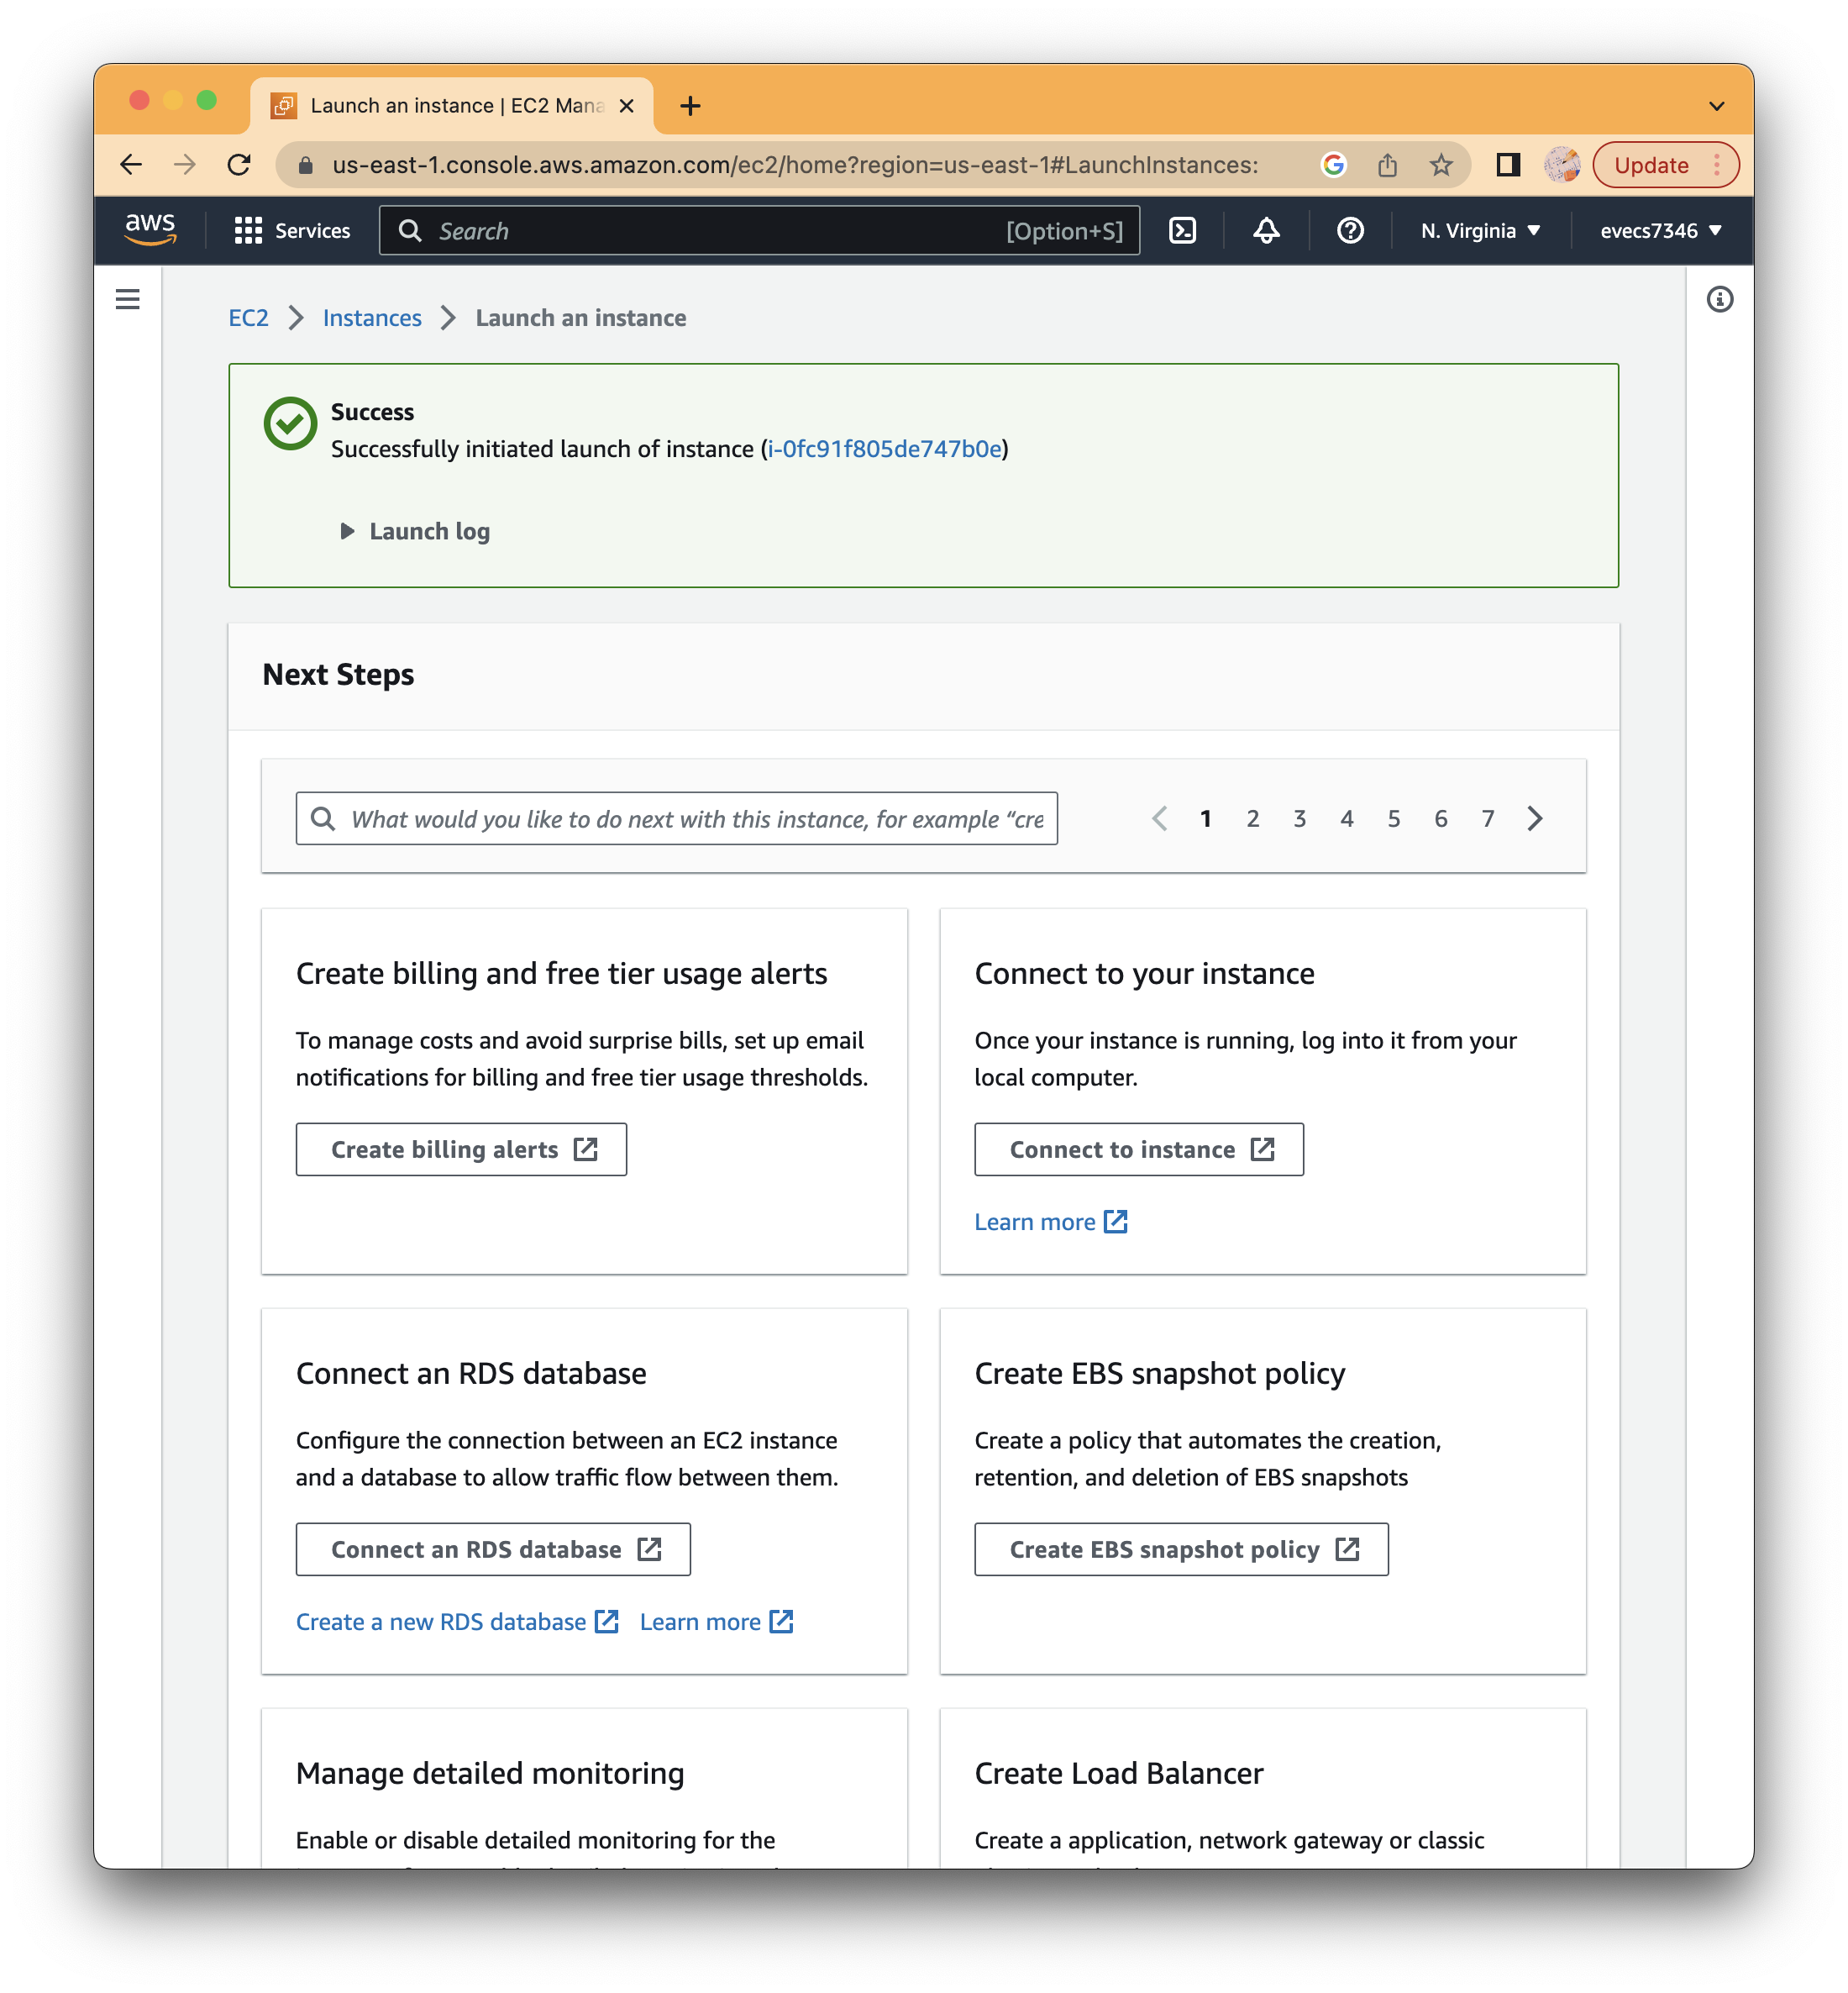 Launch an instance | EC2 Mana
us-east-1.console.aws.amazon.com/ec2/home?region=us-east-1#LaunchInstances:
Update
aws
Services
Search
[Option+S]
N. Virginia
evecs7346
EC2
Instances
Launch an instance
Success
Successfully initiated launch of instance (i-0fc91f805de747b0e)
Launch log
Next Steps
What would you like to do next with this instance, for example “cre
1 2 3 4 5 6 7
Create billing and free tier usage alerts
To manage costs and avoid surprise bills, set up email
notifications for billing and free tier usage thresholds.
Create billing alerts
Connect to your instance
Once your instance is running, log into it from your
local computer.
Connect to instance
Learn more
Connect an RDS database
Configure the connection between an EC2 instance
and a database to allow traffic flow between them.
Connect an RDS database
Create a new RDS database
Learn more
Create EBS snapshot policy
Create a policy that automates the creation,
retention, and deletion of EBS snapshots
Create EBS snapshot policy
Manage detailed monitoring
Enable or disable detailed monitoring for the
Create Load Balancer
Create a application, network gateway or classic